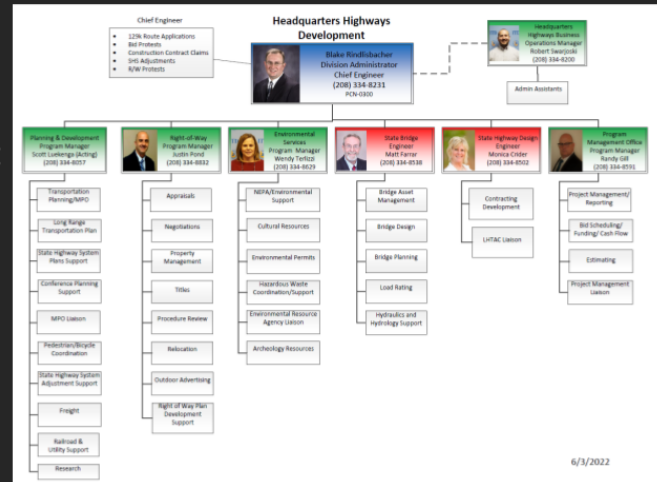 Headquarters Highways
Development
Chief Engineer
129k Route Applications
Bid Protests
Construction Contract Claims
SHS Adjustments
R/W Protests
Blake Rindlisbacher
Division Administrator
Chief Engineer
(208) 334-8231
PCN-0300
Headquarters
Highways Business
Operations Manager
Robert Swarjoski
(208) 334-8200
Admin Assistants
Planning & Development
Program Manager
Scott Luekenga (Acting)
(208) 334-8057
Transportation
Planning/MPO
Long Range
Transportation Plan
State Highway System
Plans Support
Conference Planning
Support
MPO Liaison
Pedestrian/Bicycle
Coordination
State Highway System
Adjustment Support
Freight
Railroad &
Utility Support
Research
Right-of-Way
Program Manager
Justin Pond
(208) 334-8832
Appraisals
Negotiations
Property
Management
Titles
Procedure Review
Relocation
Outdoor Advertising
Right of Way Plan
Development
Support
Environmental
Services
Program Manager
Wendy Terlizzi
(208) 334-8629
NEPA/Environmental
Support
Cultural Resources
Environmental Permits
Hazardous Waste
Coordination/Support
Environmental Resource
Agency Liaison
Archeology Resources
State Bridge
Engineer
Matt Farrar
(208) 334-8538
Bridge Asset
Management
Bridge Design
Bridge Planning
Load Rating
Hydraulics and
Hydrology Support
State Highway Design
Engineer
Monica Crider
(208) 334-8502
Contracting
Development
LHTAC Liaison
Program
Management Office
Program Manager
Randy Gill
(208) 334-8591
Project Management/
Reporting
Bid Scheduling/
Funding/ Cash Flow
Estimating
Project Management
Liaison
6/3/2022